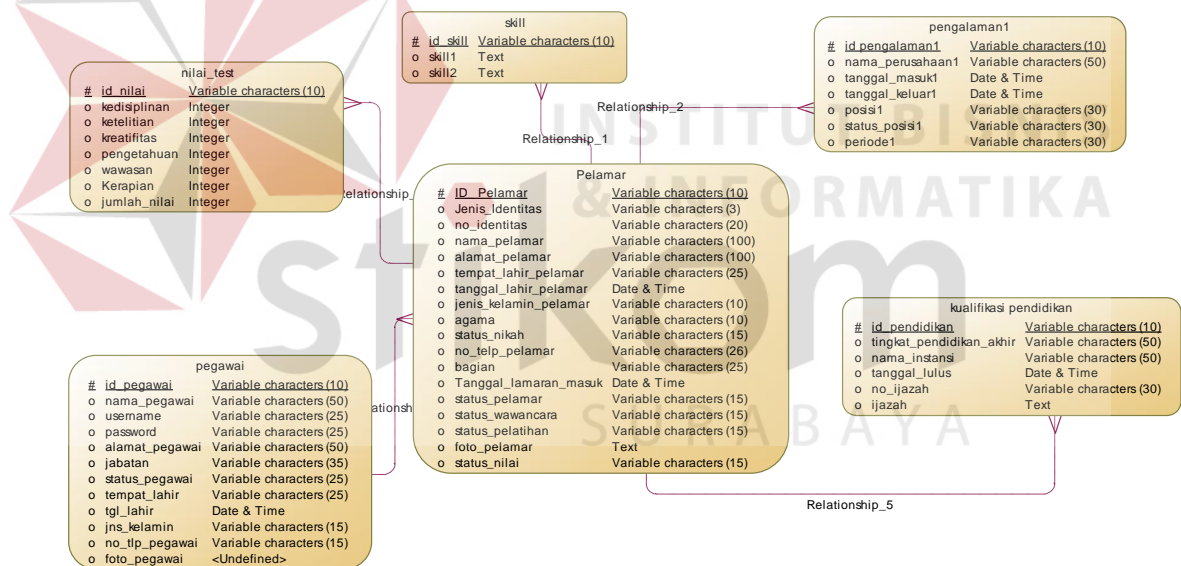 skill
# id_skill Variable characters (10)
o skill1 Text
o skill2 Text
pengalaman1
# id pengalaman1 Variable characters (10)
o nama_perusahaan1 Variable characters (50)
o tanggal_masuk1 Date & Time
o tanggal_keluar1 Date & Time
o posisi1 Variable characters (30)
o status_posisi1 Variable characters (30)
o periode1 Variable characters (30)
nilai_test
# id_nilai Variable characters (10)
o kedisiplinan Integer
o ketelitian Integer
o kreatifitas Integer
o pengetahuan Integer
o wawasan Integer
o Kerapian Integer
o jumlah_nilai Integer
Relationship_2
Relationship_1
Relationship_
Pelamar
# ID_Pelamar Variable characters (10)
o Jenis_Identitas Variable characters (3)
o no_identitas Variable characters (20)
o nama_pelamar Variable characters (100)
o alamat_pelamar Variable characters (100)
o tempat_lahir_pelamar Variable characters (25)
o tanggal_lahir_pelamar Date & Time
o jenis_kelamin_pelamar Variable characters (10)
o agama Variable characters (10)
o status_nikah Variable characters (15)
o no_telp_pelamar Variable characters (26)
o bagian Variable characters (25)
o Tanggal_lamaran_masuk Date & Time
o status_pelamar Variable characters (15)
o status_wawancara Variable characters (15)
o status_pelatihan Variable characters (15)
o foto_pelamar Text
o status_nilai Variable characters (15)
kualifikasi pendidikan
# id_pendidikan Variable characters (10)
o tingkat_pendidikan_akhir Variable characters (50)
o nama_instansi Variable characters (50)
o tanggal_lulus Date & Time
o no_ijazah Variable characters (30)
o ijazah Text
pegawai
# id_pegawai Variable characters (10)
o nama_pegawai Variable characters (50)
o username Variable characters (25)
o password Variable characters (25)
o alamat_pegawai Variable characters (50)
o jabatan Variable characters (35)
o status_pegawai Variable characters (25)
o tempat_lahir Variable characters (25)
o tgl_lahir Date & Time
o jns_kelamin Variable characters (15)
o no_tlp_pegawai Variable characters (15)
o foto_pegawai <Undefined>
ationsh
Relationship_5
INSTITUT BISNIS
& INFORMATIKA
stikom
SURABAYA